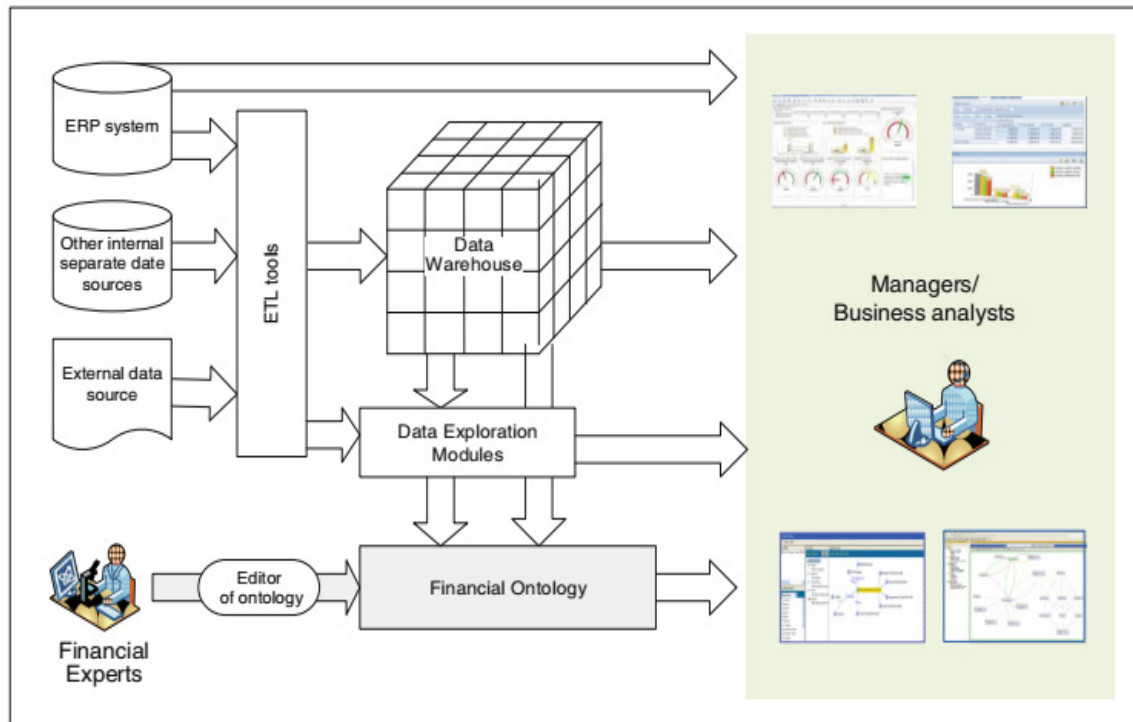 ERP system
Other internal
separate date
sources
External data
source
ETL tools
Data
Warehouse
Data Exploration
Modules
Editor
of ontology
Financial Ontology
Financial
Experts
Managers/
Business analysts